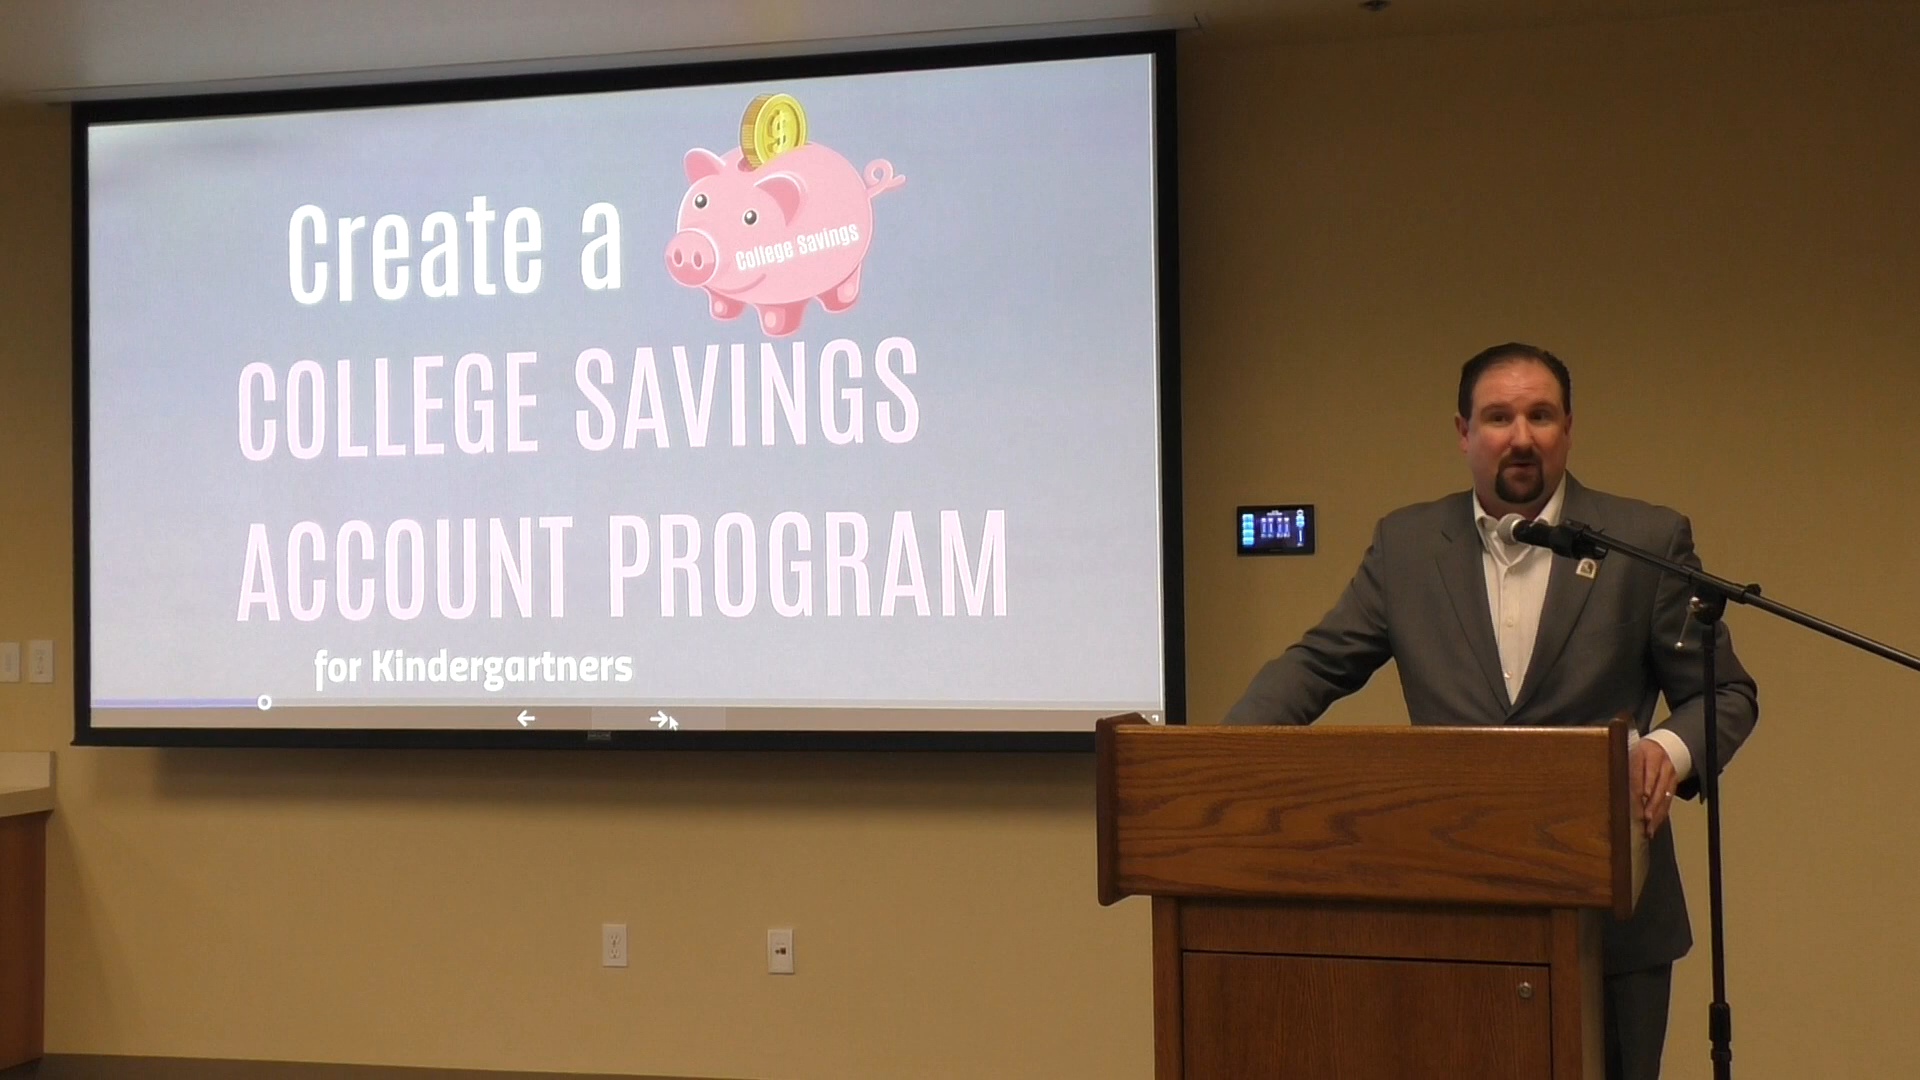 Create a
College Savings
COLLEGE SAVINGS
ACCOUNT PROGRAM
for Kindergartners